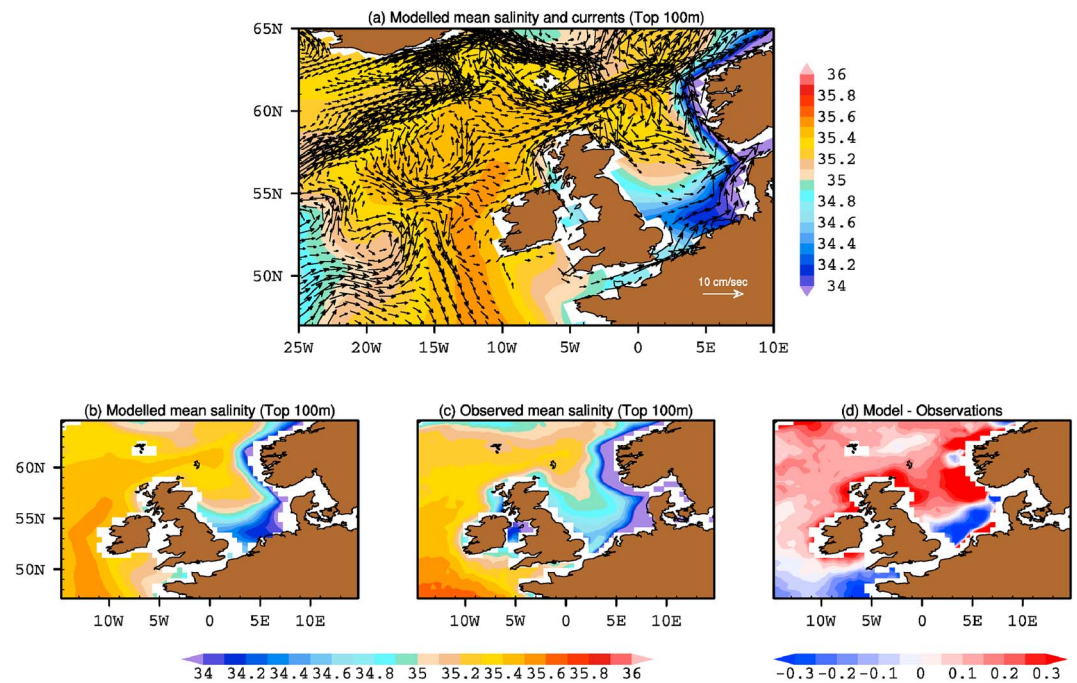 (a) Modelled mean salinity and currents (Top 100m)
65N
60N
55N
50N
25W 20W 15W 10W 5W 0 5E 10E
10 cm/sec
36
35.8
35.6
35.4
35.2
35
34.8
34.6
34.4
34.2
34
(b) Modelled mean salinity (Top 100m)
60N
55N
50N
10W 5W 0 5E 10E
(c) Observed mean salinity (Top 100m)
10W 5W 0 5E 10E
(d) Model - Observations
10W 5W 0 5E 10E
34 34.2 34.4 34.6 34.8 35 35.2 35.4 35.6 35.8 36
-0.3 -0.2 -0.1 0 0.1 0.2 0.3